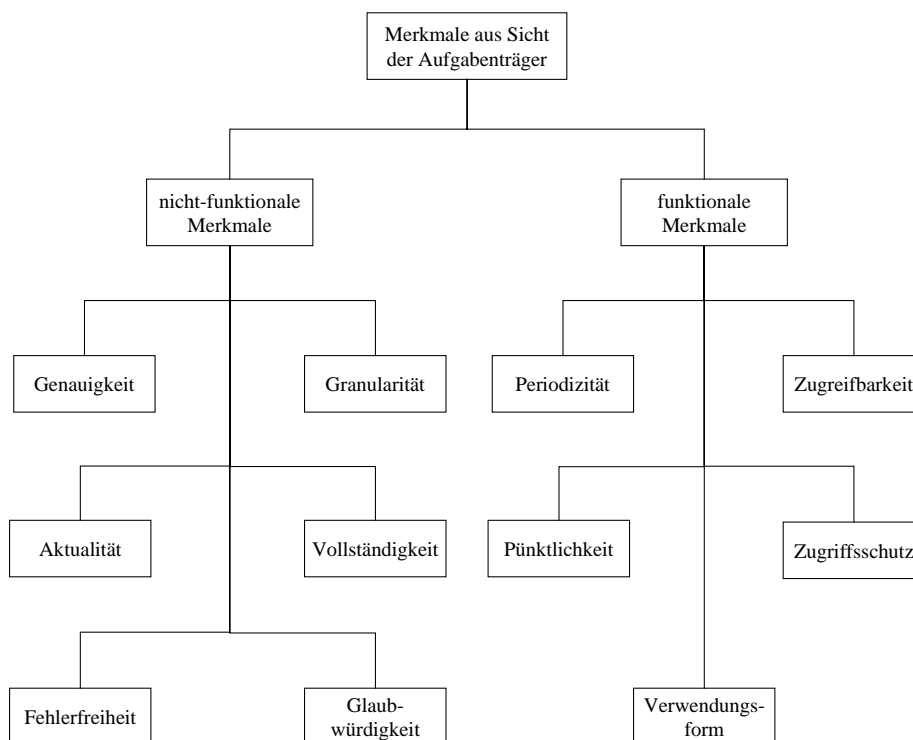 Merkmale aus Sicht
der Aufgabenträger
nicht-funktionale
Merkmale
funktionale
Merkmale
Genauigkeit
Granularität
Periodizität
Zugreifbarkeit
Aktualität
Vollständigkeit
Pünktlichkeit
Zugriffsschutz
Fehlerfreiheit
Glaub-
würdigkeit
Verwendungs-
form